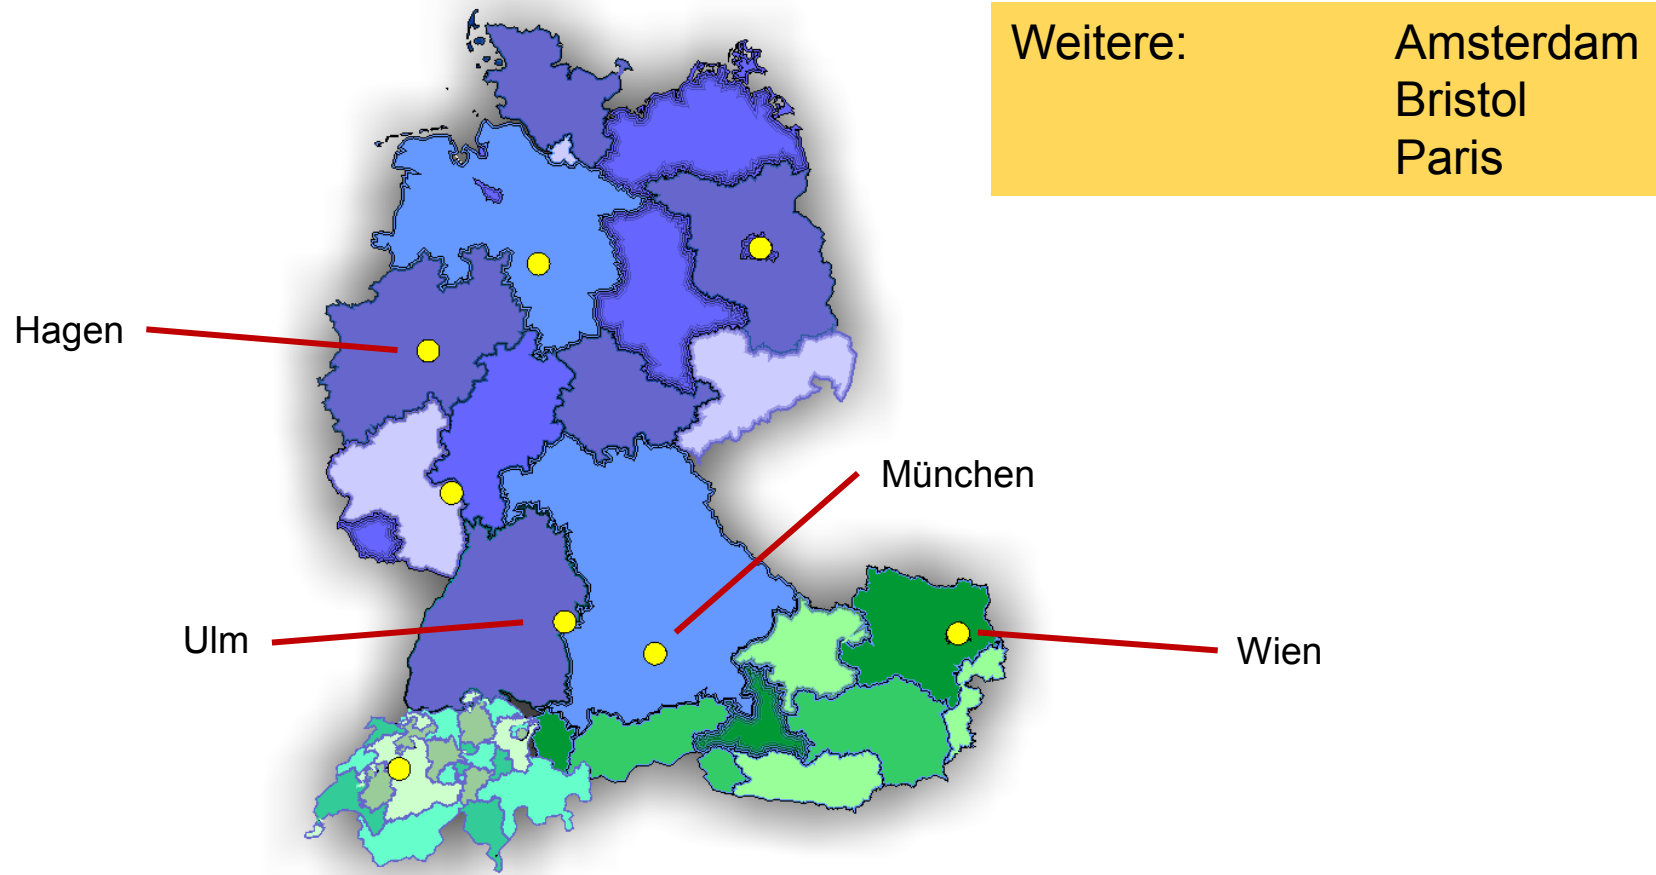 Weitere: Amsterdam
Bristol
Paris
Hagen
München
Ulm
Wien